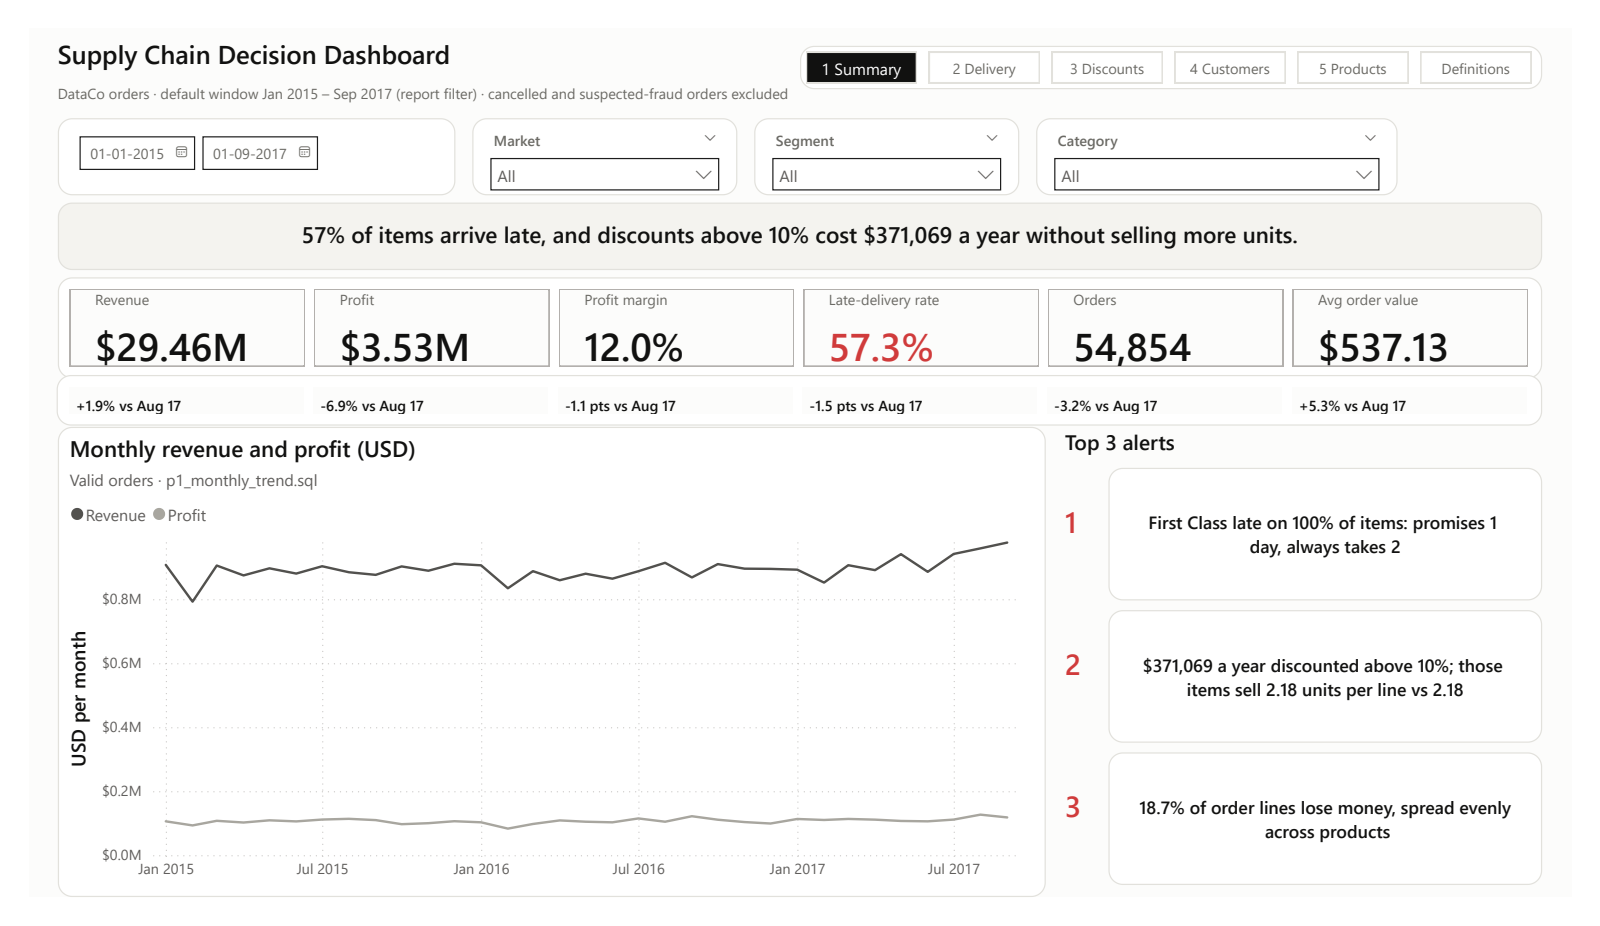 Supply Chain Decision Dashboard
1 Summary
2 Delivery
3 Discounts
4 Customers
5 Products
Definitions
DataCo orders · default window Jan 2015 – Sep 2017 (report filter) · cancelled and suspected-fraud orders excluded
01-01-2015
01-09-2017
Market
All
Segment
All
Category
All
57% of items arrive late, and discounts above 10% cost $371,069 a year without selling more units.
Revenue
$29.46M
Profit
$3.53M
Profit margin
12.0%
Late-delivery rate
57.3%
Orders
54,854
Avg order value
$537.13
+1.9% vs Aug 17
-6.9% vs Aug 17
-1.1 pts vs Aug 17
-1.5 pts vs Aug 17
-3.2% vs Aug 17
+5.3% vs Aug 17
Monthly revenue and profit (USD)
Valid orders · p1_monthly_trend.sql
Revenue
Profit
USD per month
$0.8M
$0.6M
$0.4M
$0.2M
$0.0M
Jan 2015
Jul 2015
Jan 2016
Jul 2016
Jan 2017
Jul 2017
Top 3 alerts
1
First Class late on 100% of items: promises 1
day, always takes 2
2
$371,069 a year discounted above 10%; those
items sell 2.18 units per line vs 2.18
3
18.7% of order lines lose money, spread evenly
across products